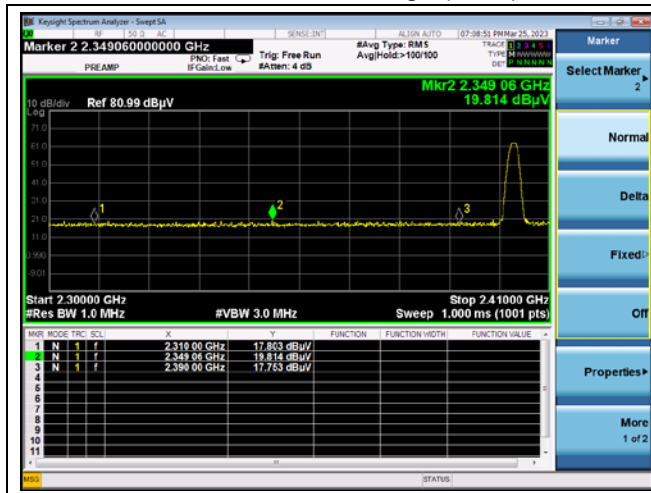 Keysight Spectrum Analyzer - Swept SA
RF 50 Ω AC SENSE:INT ALIGN AUTO 07:08:51 PM Mar 25, 2023
Marker 2 2.349060000000 GHz
PREAMP
PNO: Fast
IFGain:Low
Trig: Free Run
#Atten: 4 dB
#Avg Type: RMS
Avg|Hold:>100/100
TRACE 1 2 3 4 5 6
TYPE M WWWWW
DET P NNNNN
Mkr2 2.349 06 GHz
19.814 dBµV
10 dB/div Ref 80.99 dBµV
Log
71.0
61.0
51.0
41.0
31.0
21.0
11.0
0.990
-9.01
1
2
3
Start 2.30000 GHz Stop 2.41000 GHz
#Res BW 1.0 MHz #VBW 3.0 MHz Sweep 1.000 ms (1001 pts)
MKR MODE TRC SCL X Y FUNCTION FUNCTION WIDTH FUNCTION VALUE
1 N 1 f 2.310 00 GHz 17.803 dBµV
2 N 1 f 2.349 06 GHz 19.814 dBµV
3 N 1 f 2.390 00 GHz 17.753 dBµV
4
5
6
7
8
9
10
11
MSG STATUS
Marker
Select Marker
2
Normal
Delta
Fixed
Off
Properties
More
1 of 2